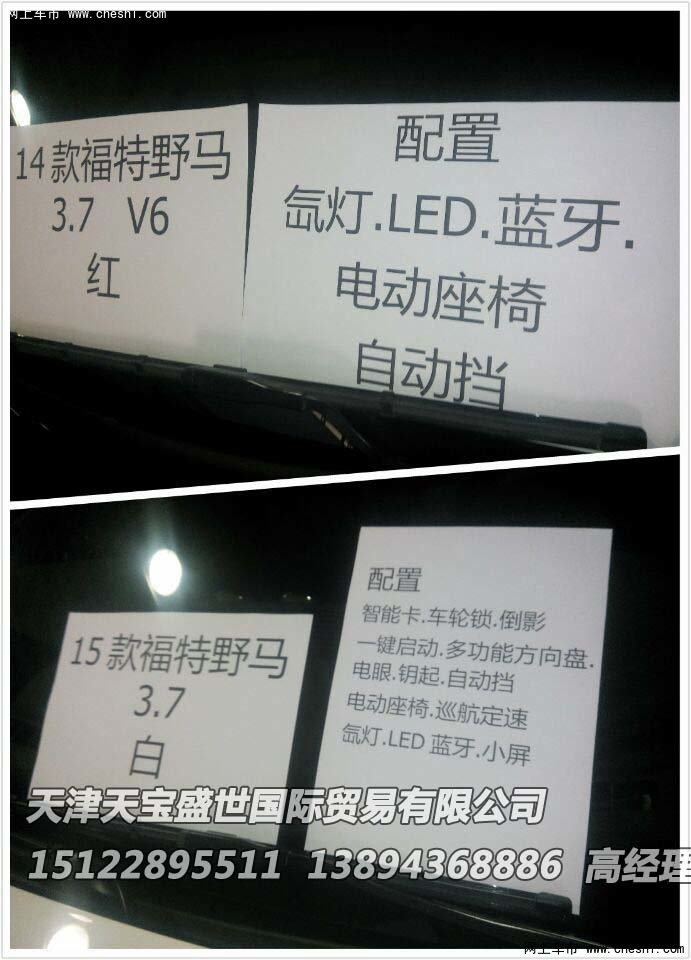 网上车市 www.cheshi.com
14款福特野马
3.7 V6
红
配置
氙灯.LED.蓝牙.
电动座椅
自动挡
15款福特野马
3.7
白
配置
智能卡.车轮锁.倒影
一键启动.多功能方向盘.
电眼.钥起.自动挡
电动座椅.巡航定速
氙灯.LED 蓝牙.小屏
天津天宝盛世国际贸易有限公司
15122895511 13894368886 高经理
网上车市 www.cheshi.com